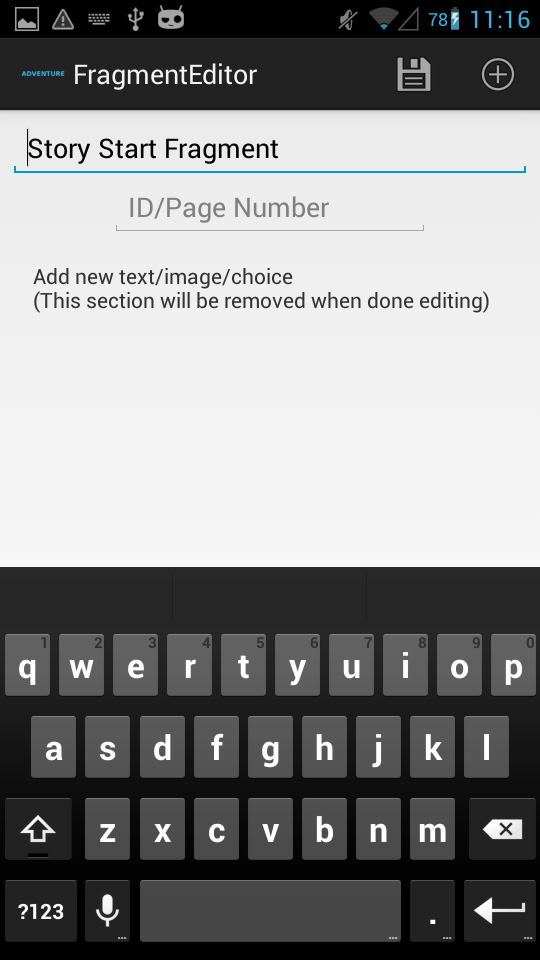 78 11:16
ADVENTURE FragmentEditor
Story Start Fragment
ID/Page Number
Add new text/image/choice
(This section will be removed when done editing)
1 2 3 4 5 6 7 8 9 0
q w e r t y u i o p
a s d f g h j k l
z x c v b n m
?123 ... . ... ... ...